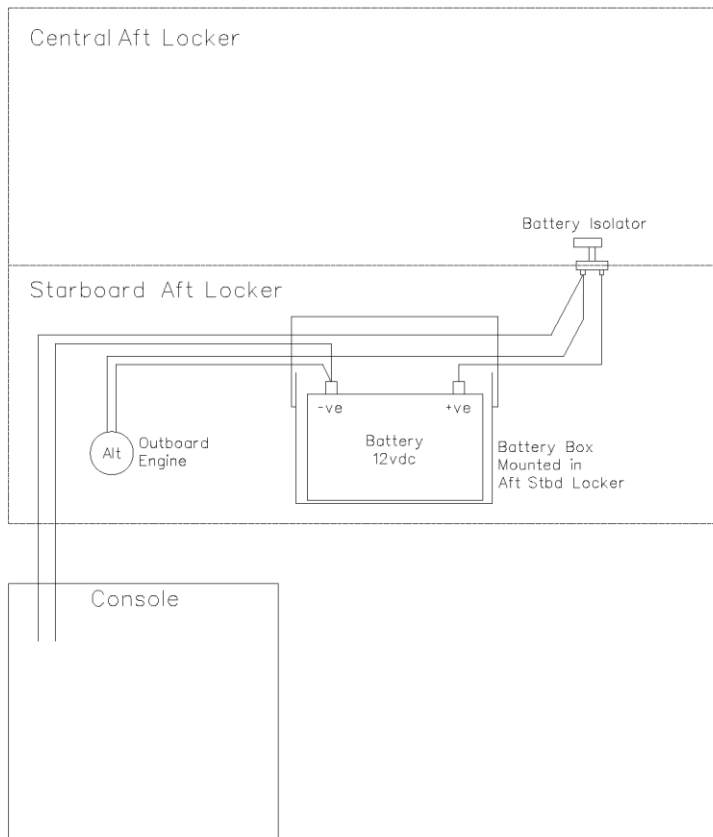 Central Aft Locker
Battery Isolator
Starboard Aft Locker
-ve
+ve
Battery
12vdc
Alt
Outboard
Engine
Battery Box
Mounted in
Aft Stbd Locker
Console